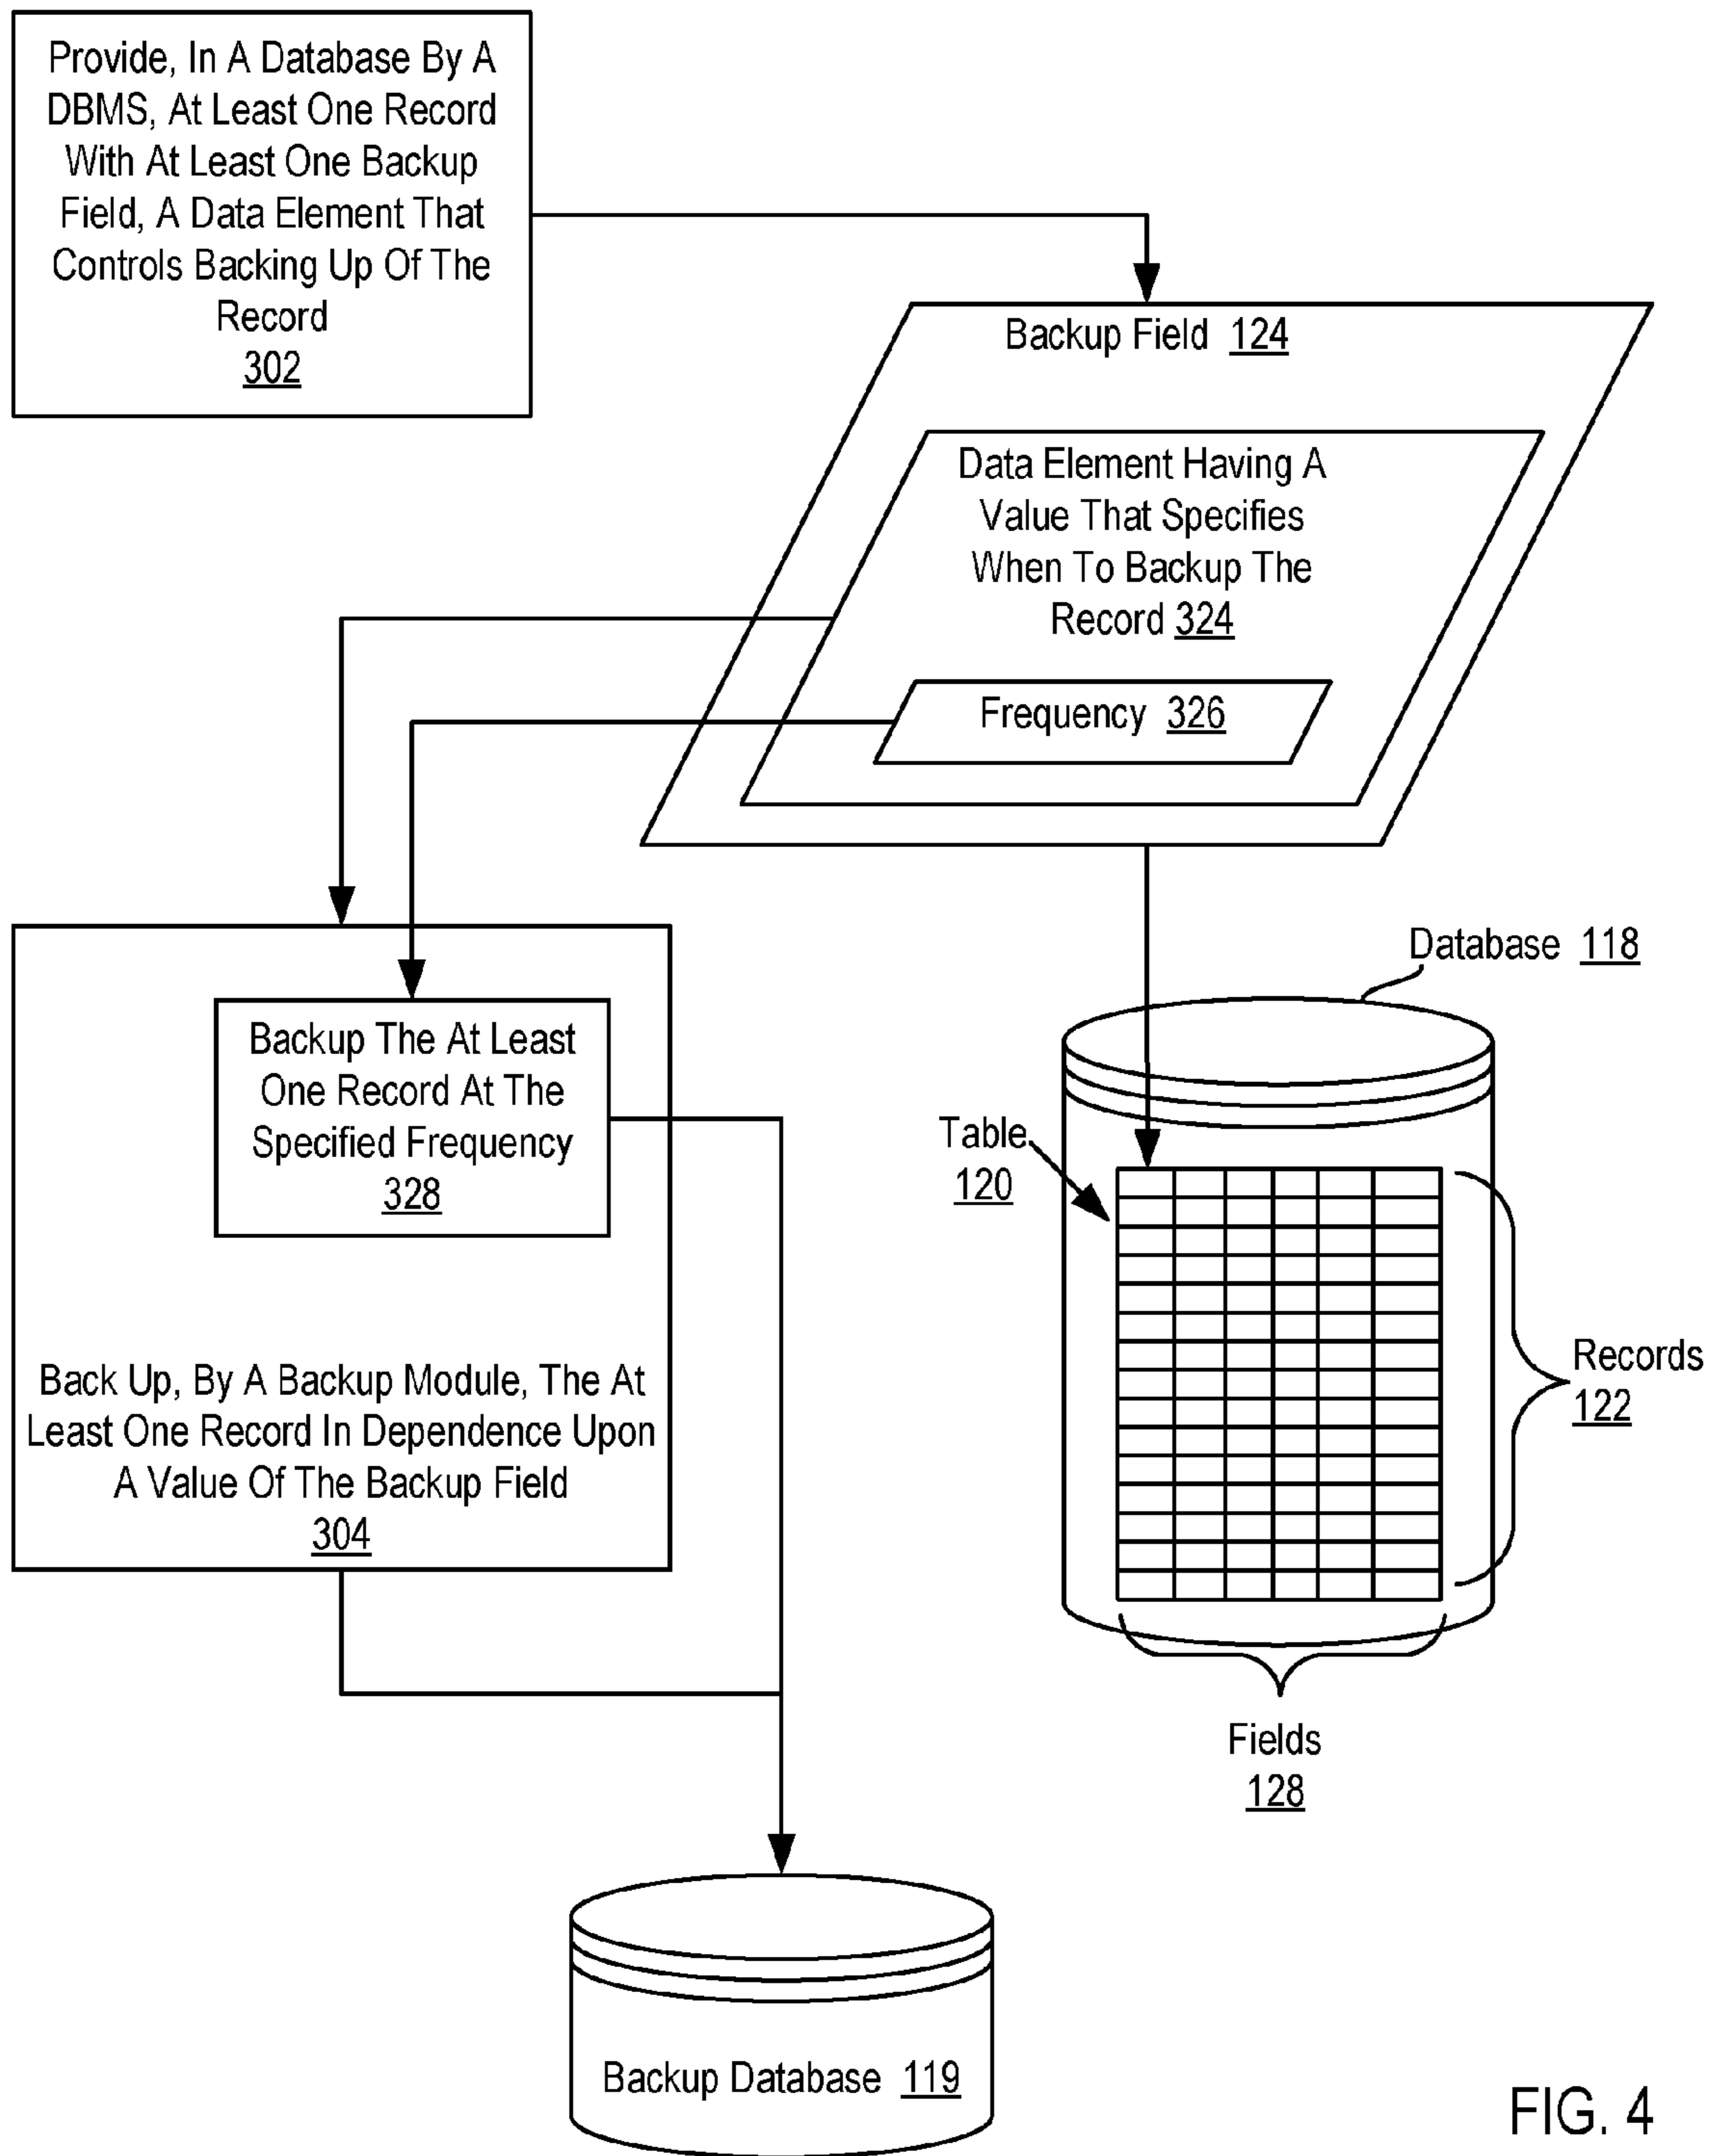 Provide, In A Database By A
DBMS, At Least One Record
With At Least One Backup
Field, A Data Element That
Controls Backing Up Of The
Record
302
Backup Field 124
Data Element Having A
Value That Specifies
When To Backup The
Record 324
Frequency 326
Backup The At Least
One Record At The
Specified Frequency
328
Back Up, By A Backup Module, The At
Least One Record In Dependence Upon
A Value Of The Backup Field
304
Database 118
Table
120
Records
122
Fields
128
Backup Database 119
FIG. 4